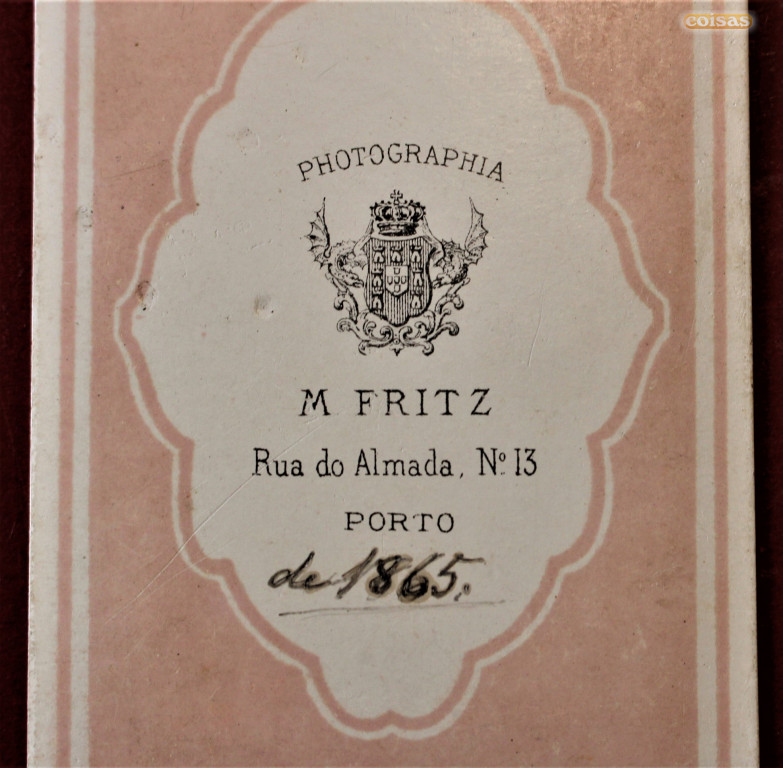 coisas
PHOTOGRAPHIA
M FRITZ
Rua do Almada, Nº 13
PORTO
de 1865.